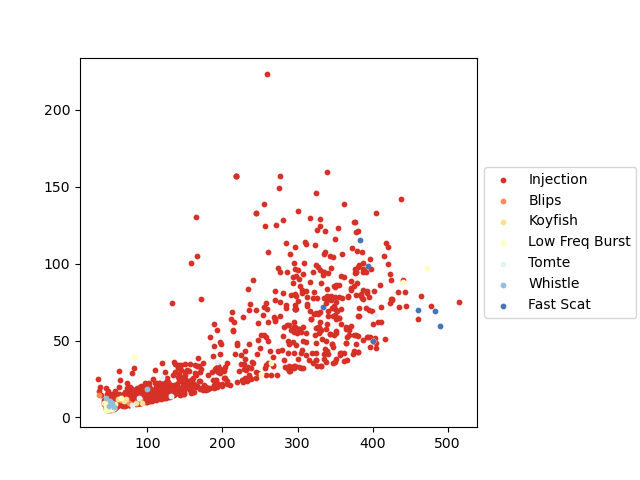 200
150
100
50
0
100
200
300
400
500
Injection
Blips
Koyfish
Low Freq Burst
Tomte
Whistle
Fast Scat